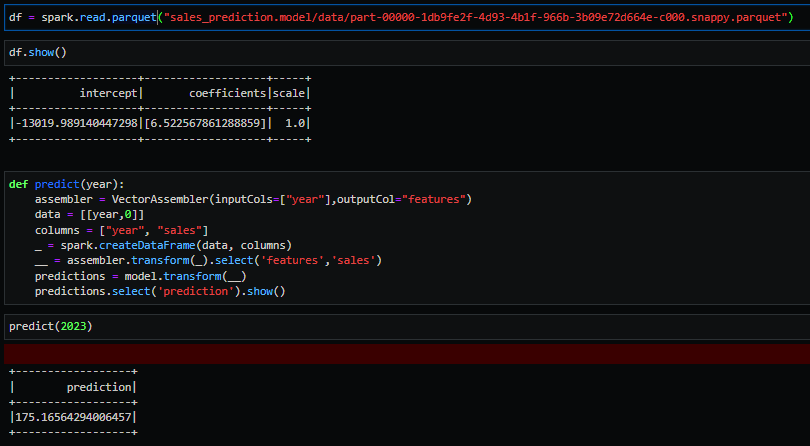 df = spark.read.parquet("sales_prediction.model/data/part-00000-1db9fe2f-4d93-4b1f-966b-3b09e72d664e-c000.snappy.parquet")
df.show()
+-------------------+-------------------+-----+
|          intercept|       coefficients|scale|
+-------------------+-------------------+-----+
|-13019.989140447298|[6.522567861288859]|  1.0|
+-------------------+-------------------+-----+
def predict(year):
    assembler = VectorAssembler(inputCols=["year"],outputCol="features")
    data = [[year,0]]
    columns = ["year", "sales"]
    _ = spark.createDataFrame(data, columns)
    __ = assembler.transform(_).select('features','sales')
    predictions = model.transform(__)
    predictions.select('prediction').show()
predict(2023)
+------------------+
|        prediction|
+------------------+
|175.16564294006457|
+------------------+